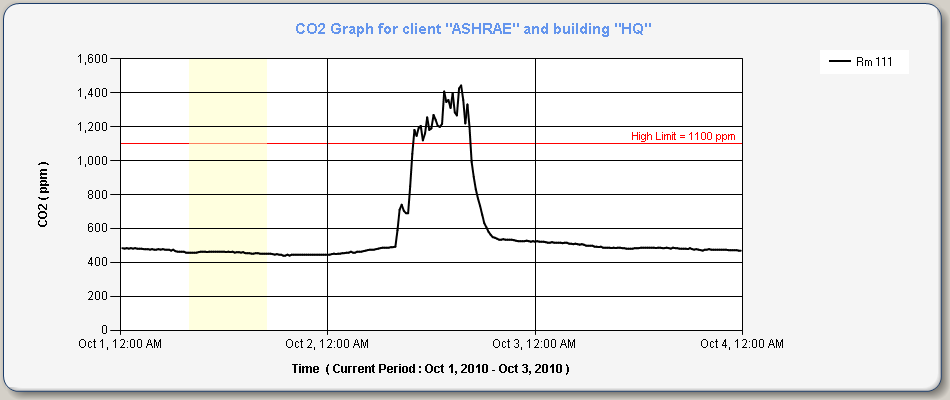 CO2 Graph for client "ASHRAE" and building "HQ"
Rm 111
1,600
1,400
1,200
High Limit = 1100 ppm
1,000
800
600
400
200
0
CO2 ( ppm )
Oct 1, 12:00 AM Oct 2, 12:00 AM Oct 3, 12:00 AM Oct 4, 12:00 AM
Time ( Current Period : Oct 1, 2010 - Oct 3, 2010 )